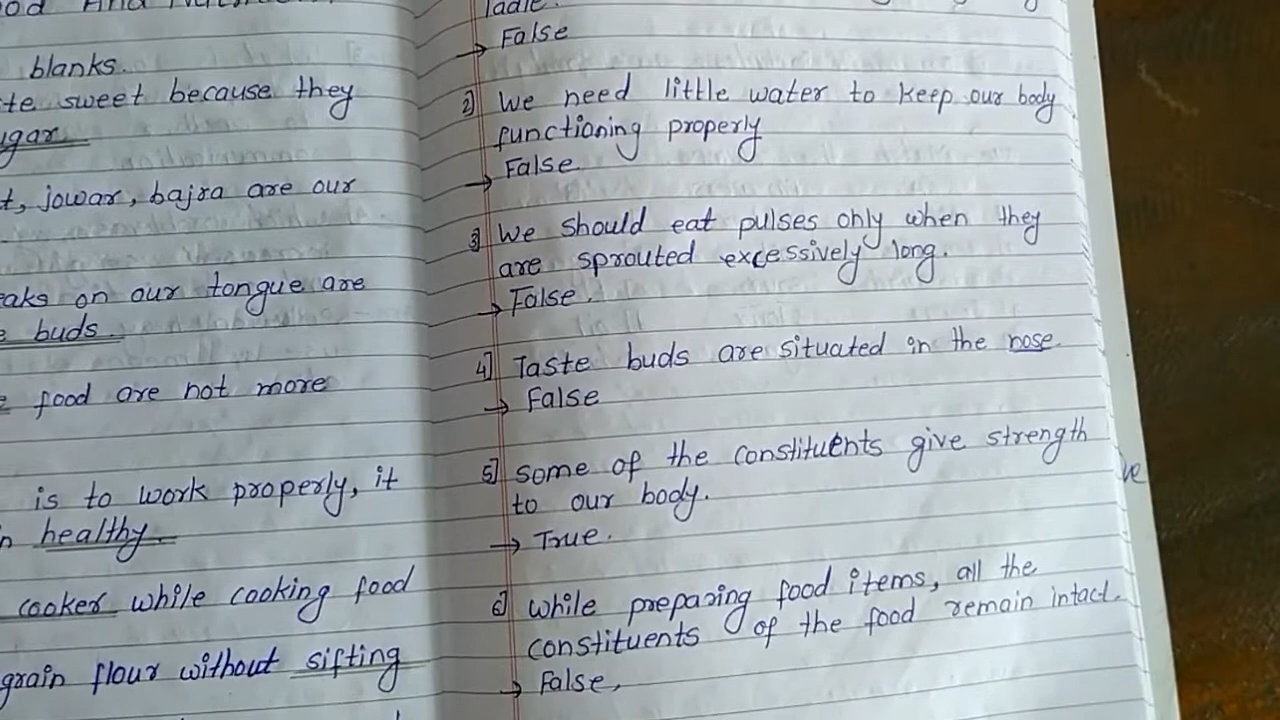 blanks.
sweet because they
jowar, bajra are our
on our tongue are
buds.
food are not more
is to work properly, it
healthy.
cooker while cooking food
grain flour without sifting
ladle.
→ False
2] We need little water to keep our body
functioning properly
→ False.
3] We should eat pulses only when they
are sprouted excessively long.
→ False.
4] Taste buds are situated in the nose.
→ False
5] some of the constituents give strength
to our body.
→ True.
6] while preparing food items, all the
constituents of the food remain intact.
→ False,
ve